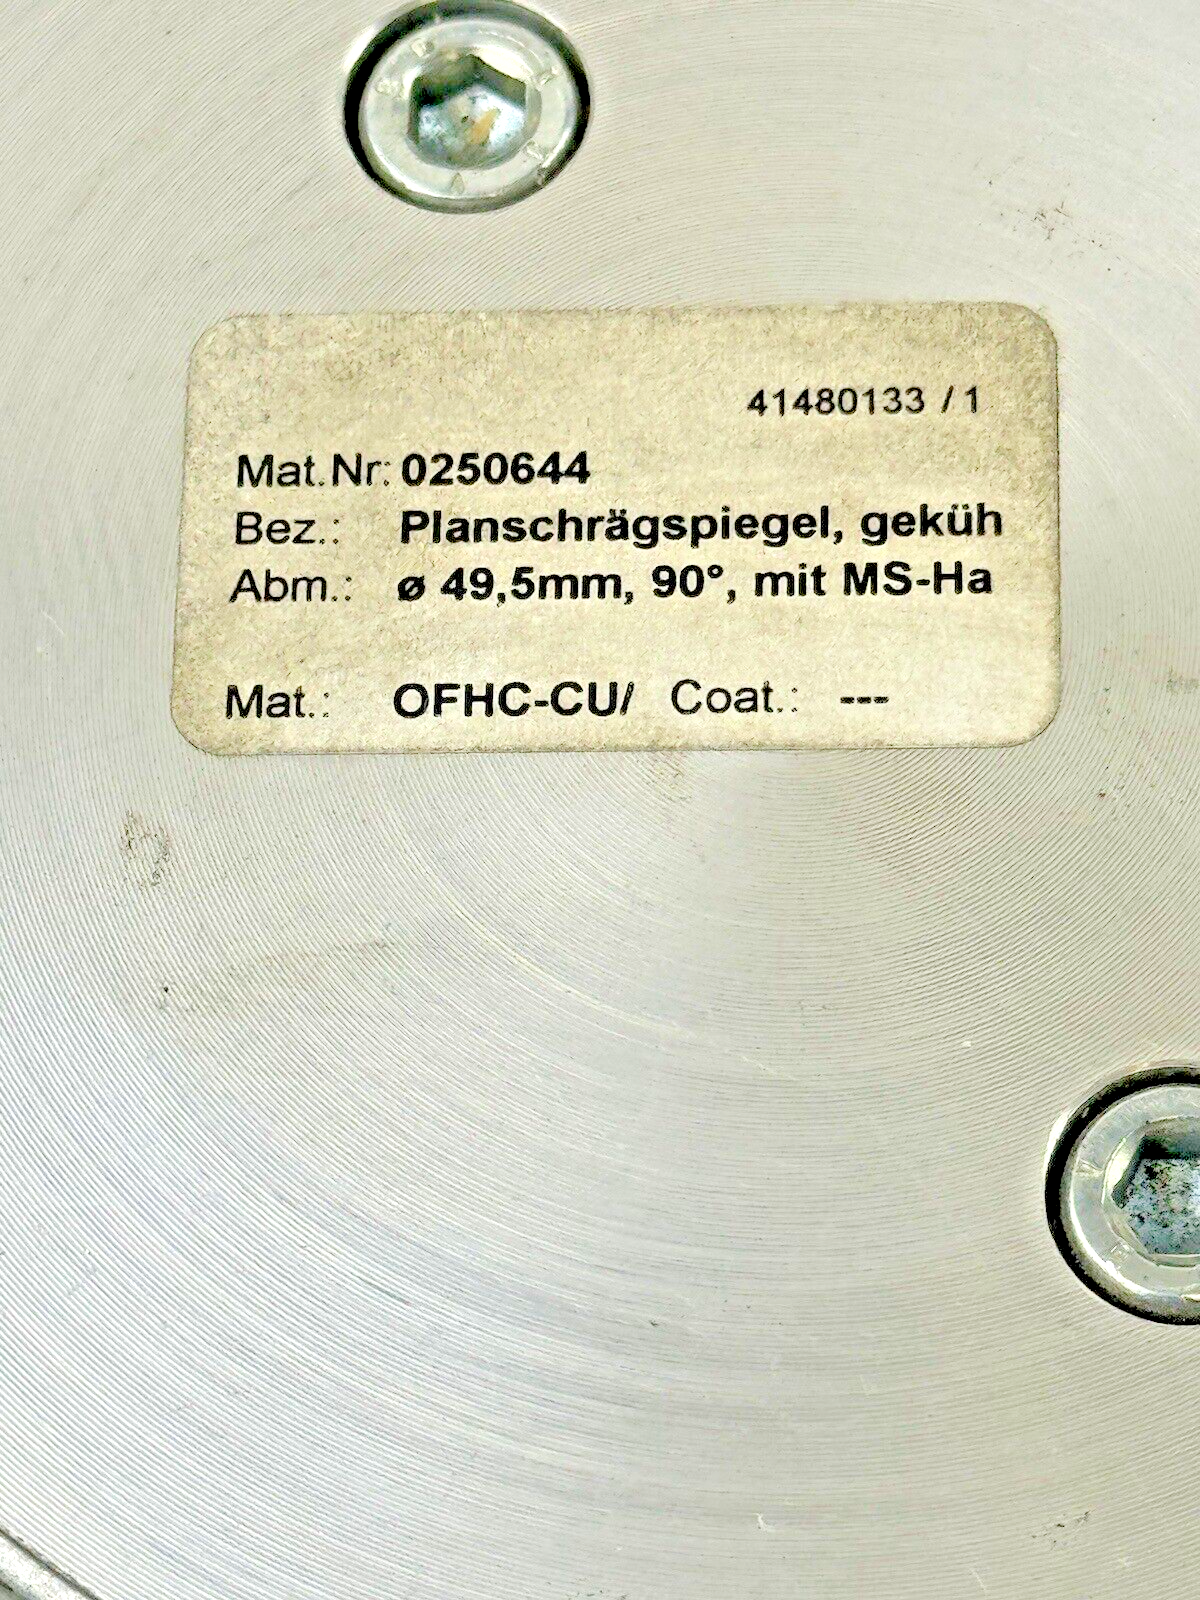 41480133 / 1
Mat.Nr: 0250644
Bez.: Planschrägspiegel, geküh
Abm.: ø 49,5mm, 90°, mit MS-Ha
Mat.: OFHC-CU/ Coat.: ---